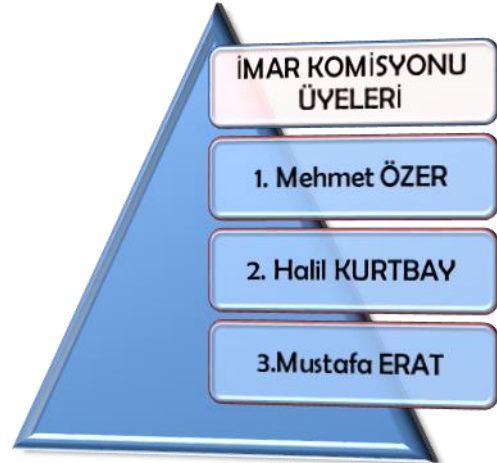 İMAR KOMİSYONU
ÜYELERİ
1. Mehmet ÖZER
2. Halil KURTBAY
3.Mustafa ERAT